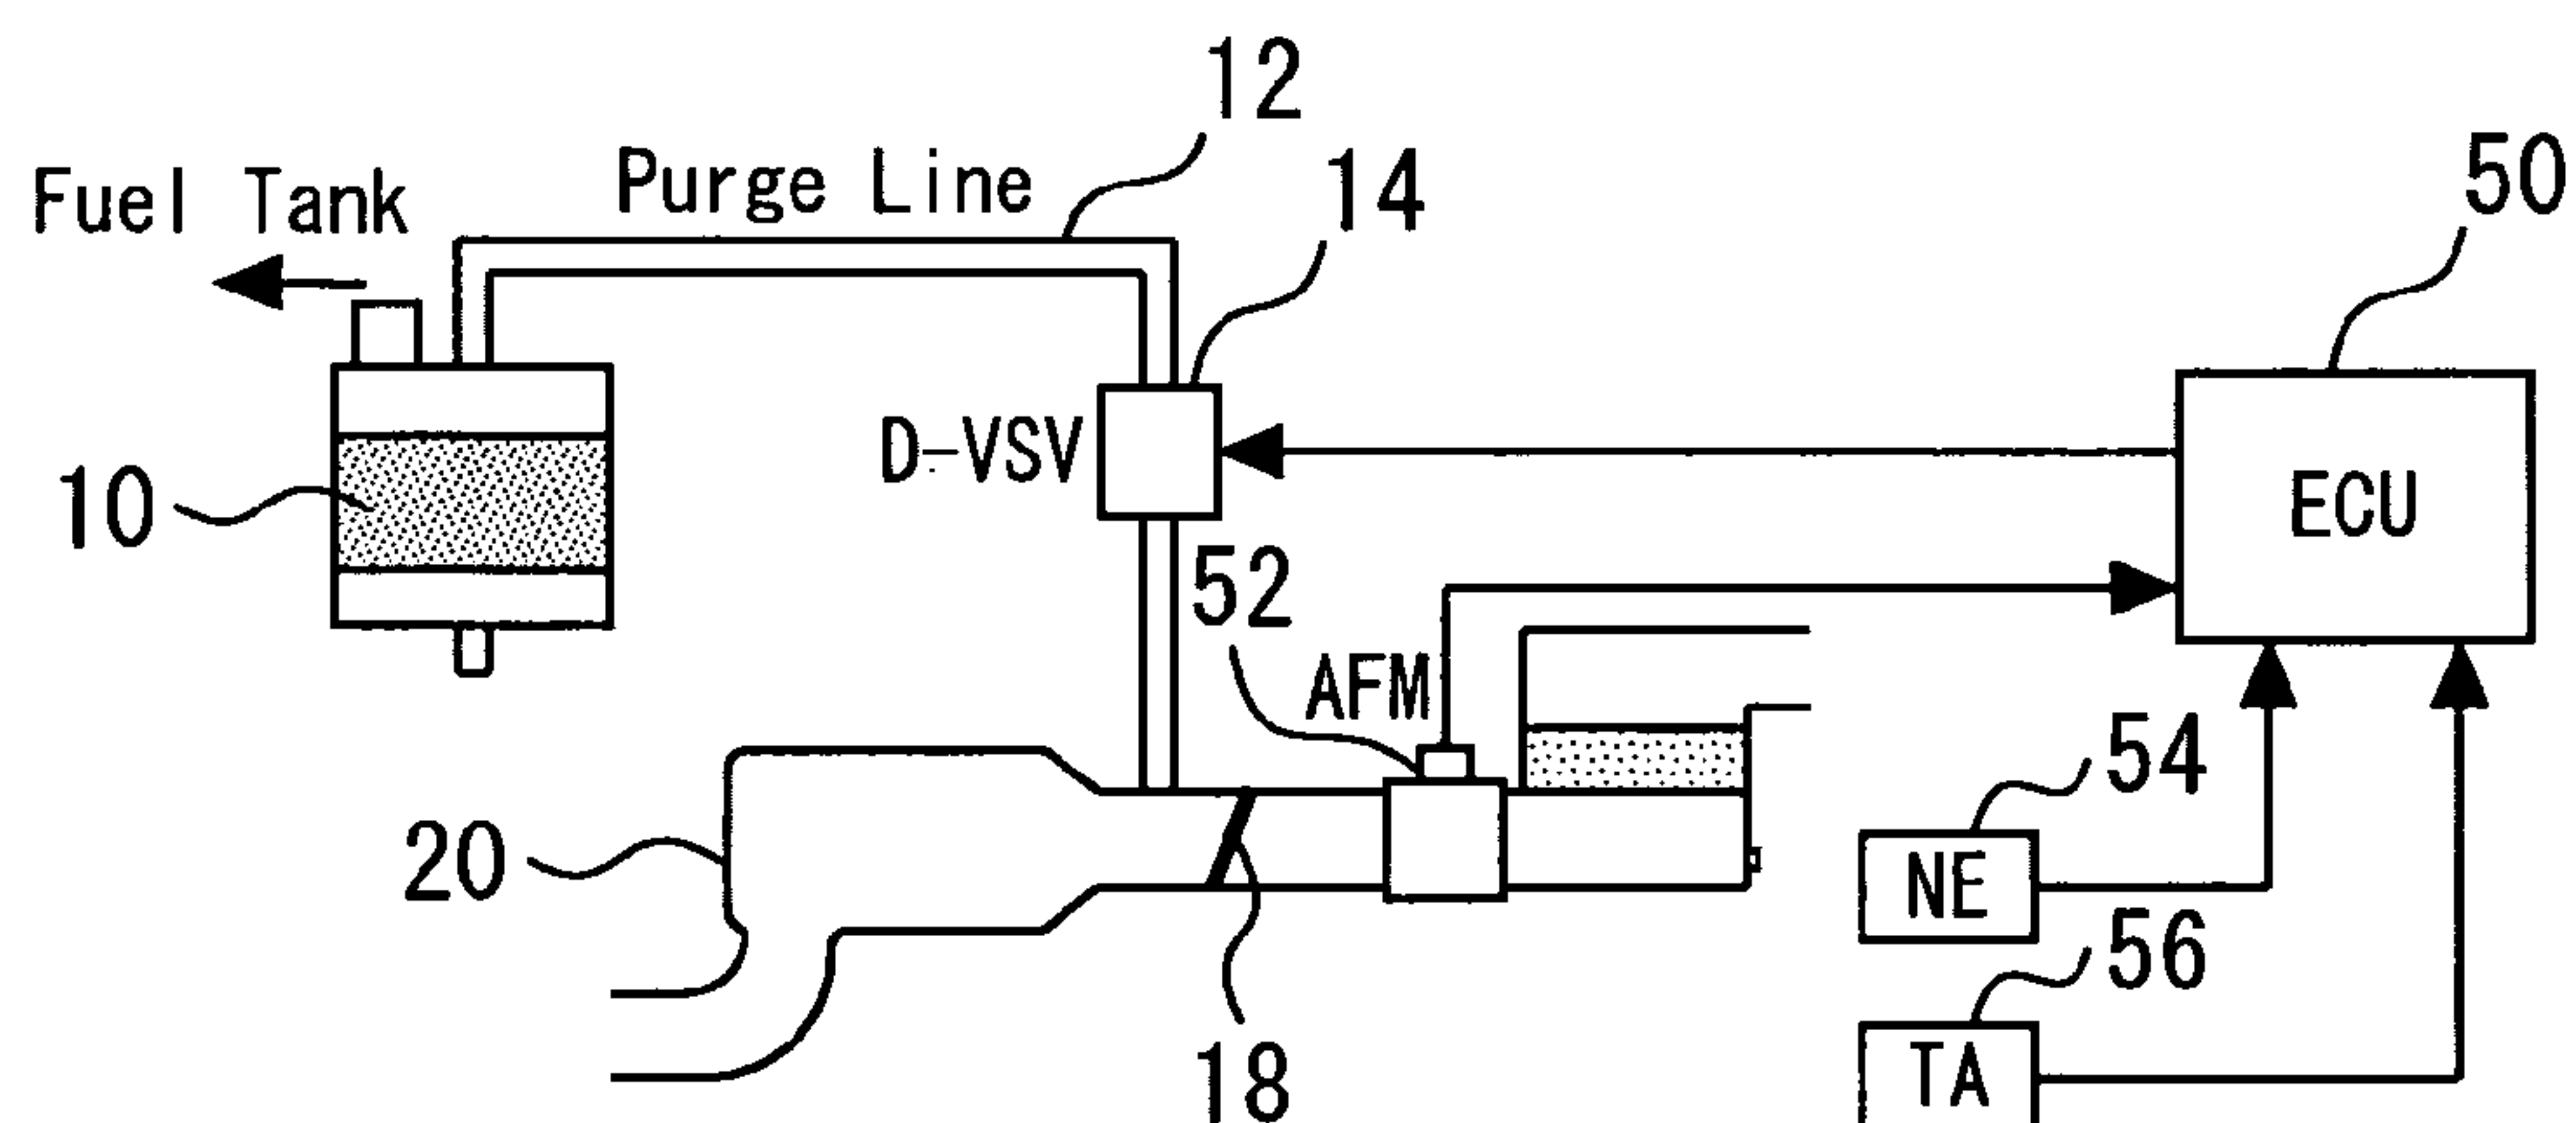 12
Fuel Tank
Purge Line
14
50
10
D-VSV
ECU
52
AFM
54
20
NE
56
18
TA